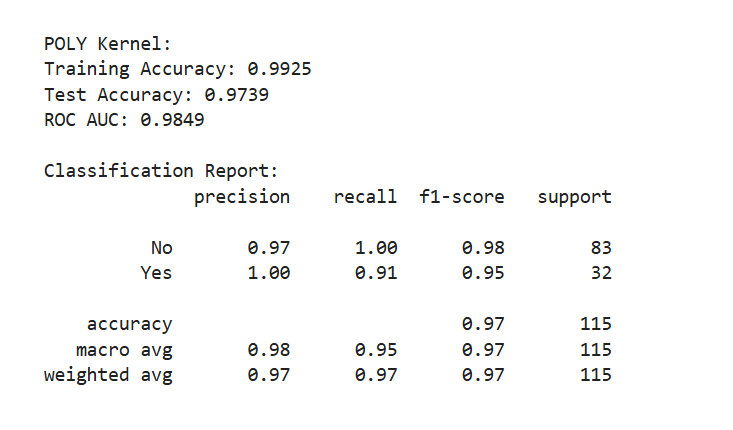 POLY Kernel:
Training Accuracy: 0.9925
Test Accuracy: 0.9739
ROC AUC: 0.9849
Classification Report:
precision recall f1-score support
No 0.97 1.00 0.98 83
Yes 1.00 0.91 0.95 32
accuracy 0.97 115
macro avg 0.98 0.95 0.97 115
weighted avg 0.97 0.97 0.97 115